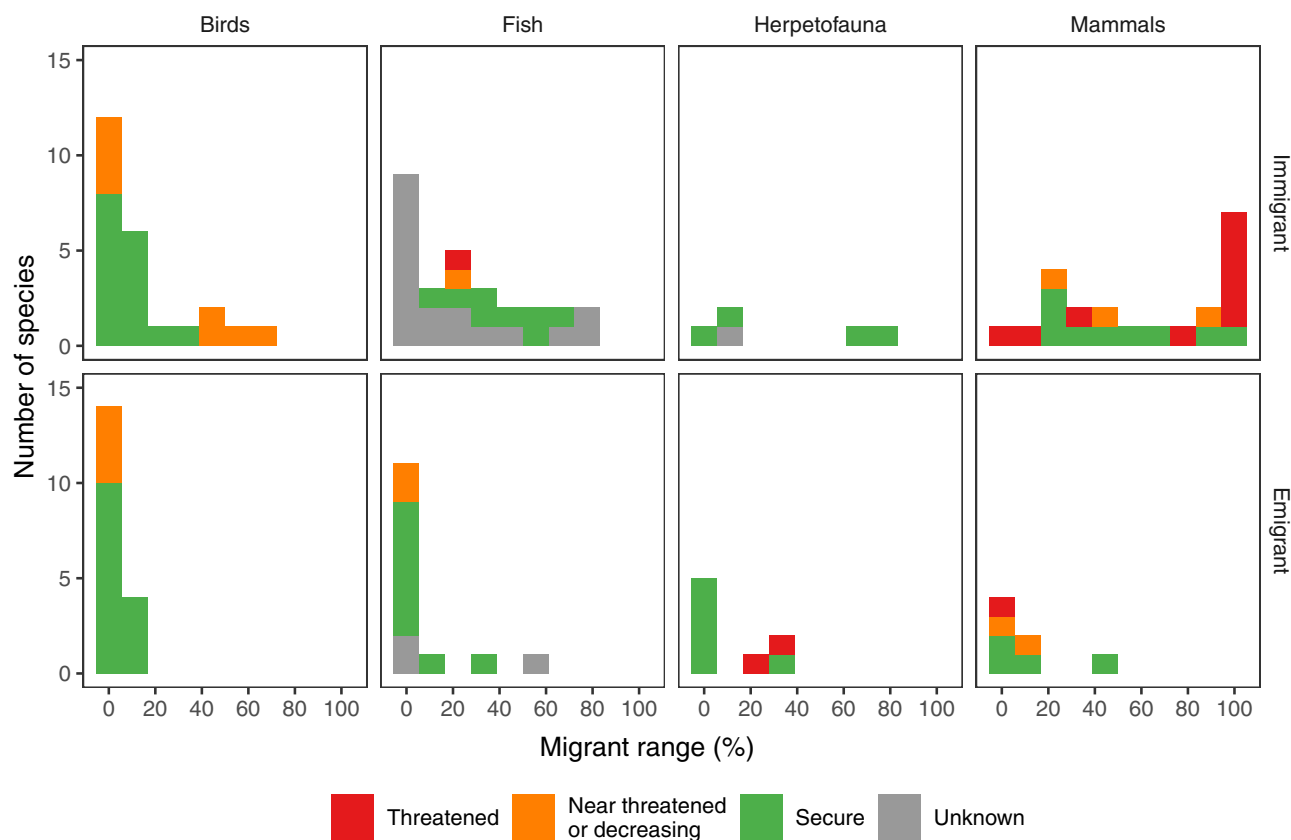 Birds Fish Herpetofauna Mammals
15
10
5
0
Immigrant
15
10
5
0
Emigrant
Number of species
0 20 40 60 80 100 0 20 40 60 80 100 0 20 40 60 80 100 0 20 40 60 80 100
Migrant range (%)
Threatened
Near threatened
or decreasing
Secure
Unknown